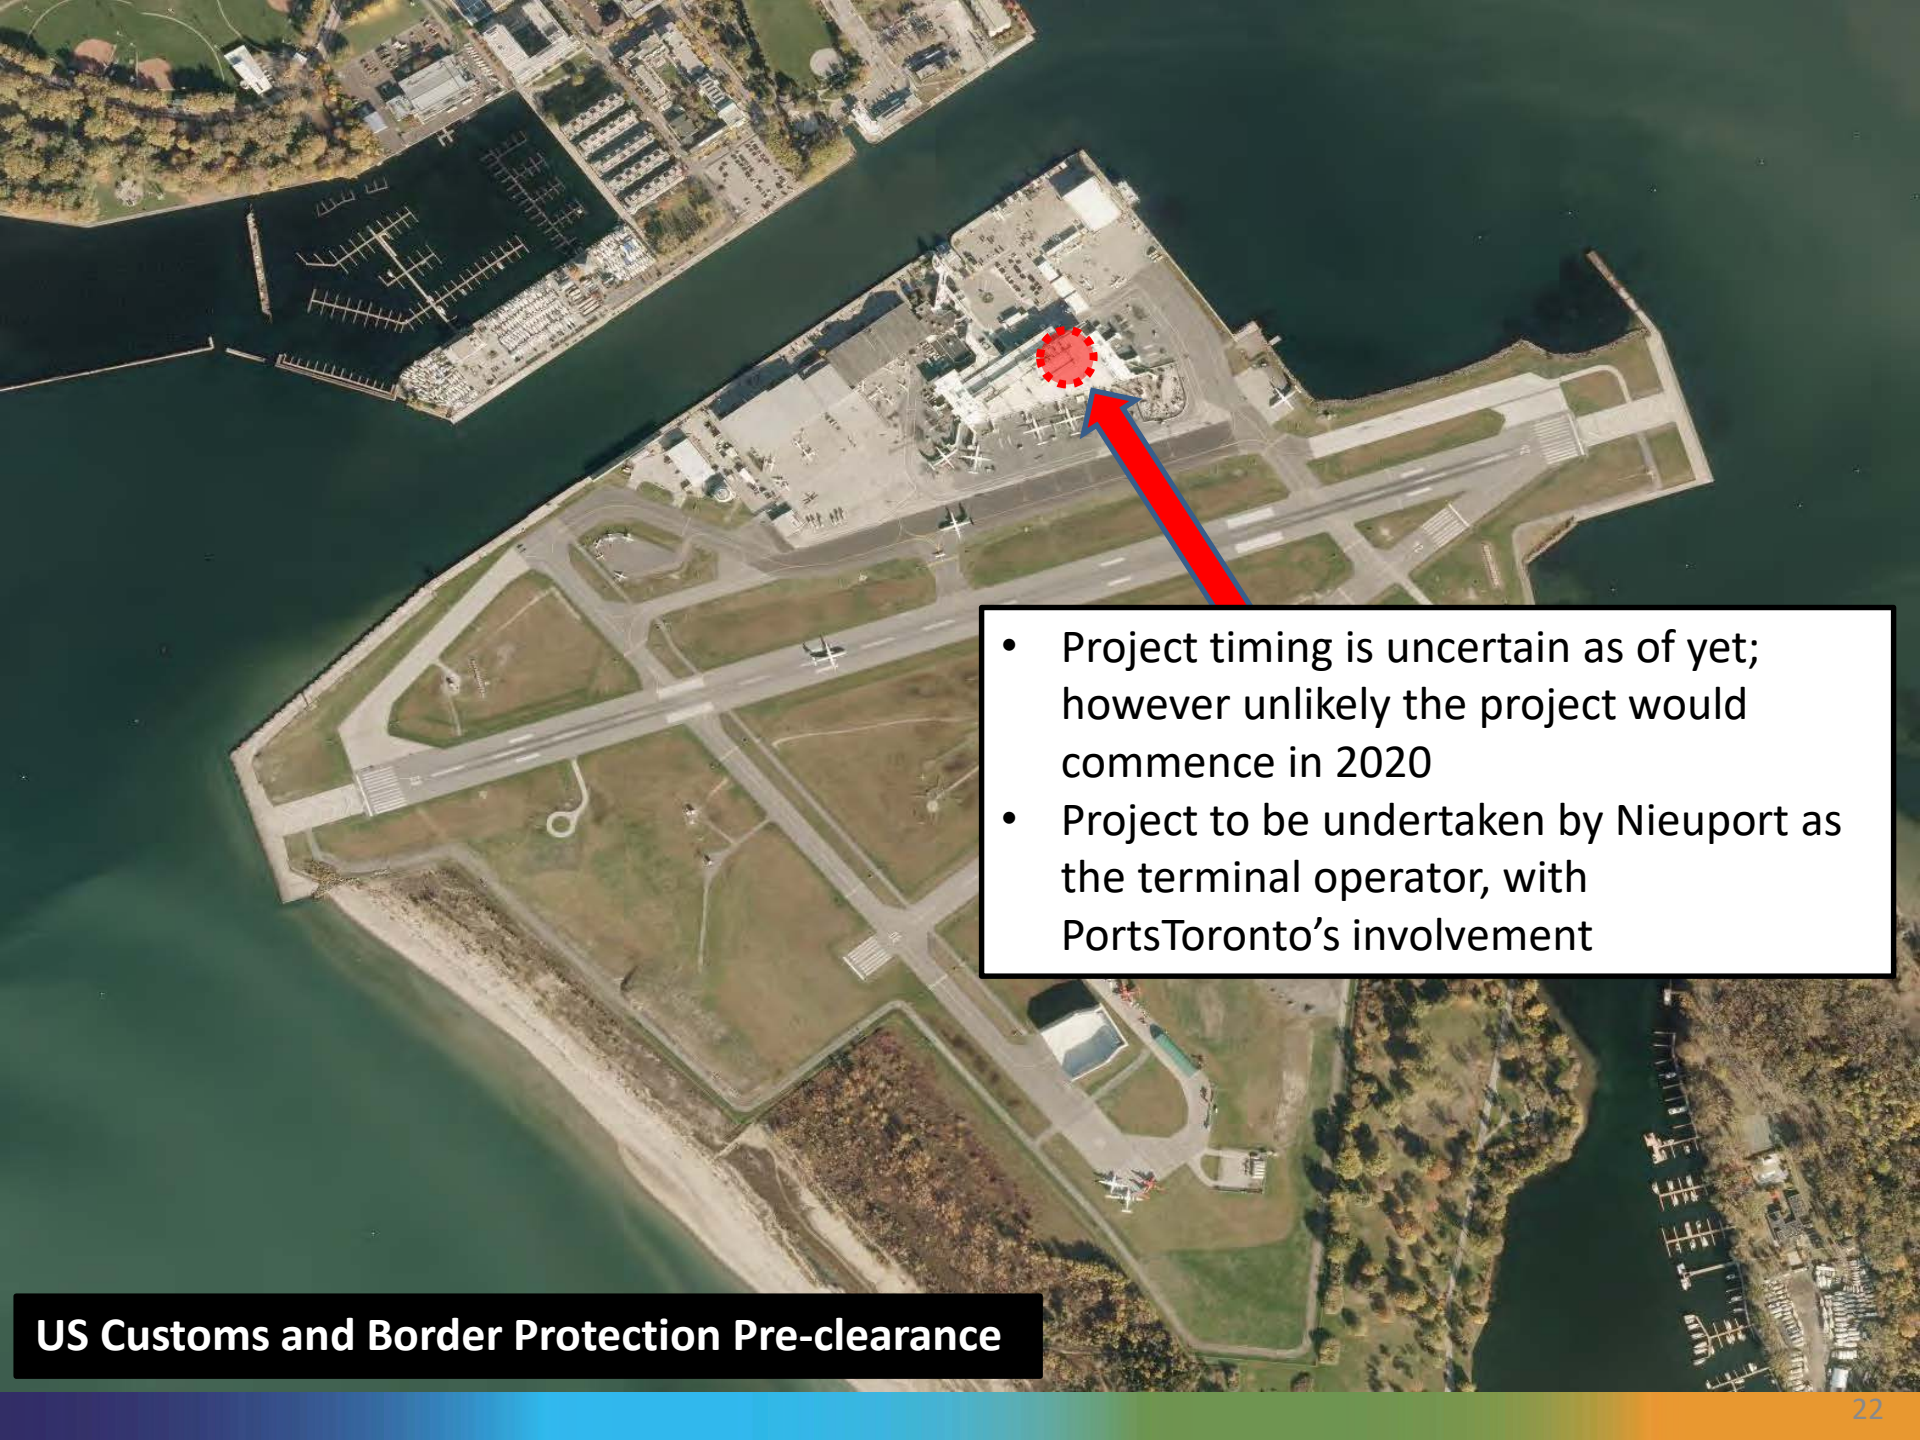 • Project timing is uncertain as of yet;
however unlikely the project would
commence in 2020
• Project to be undertaken by Nieuport as
the terminal operator, with
PortsToronto’s involvement
US Customs and Border Protection Pre-clearance
22